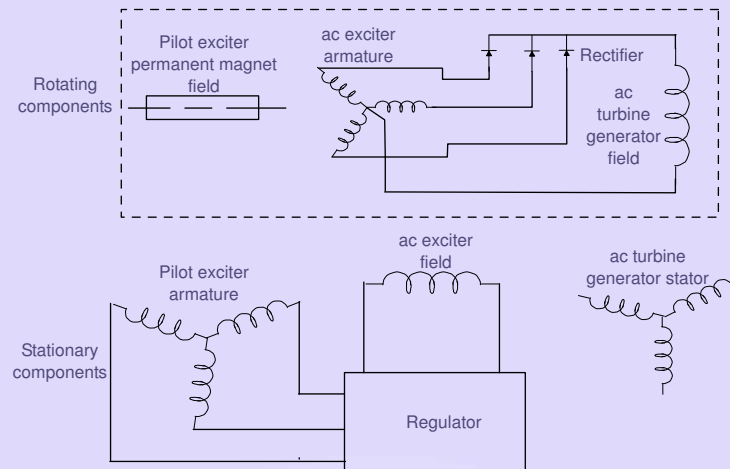 Pilot exciter
permanent magnet
field
ac exciter
armature
Rectifier
Rotating
components
ac
turbine
generator
field
Pilot exciter
armature
ac exciter
field
ac turbine
generator stator
Stationary
components
Regulator